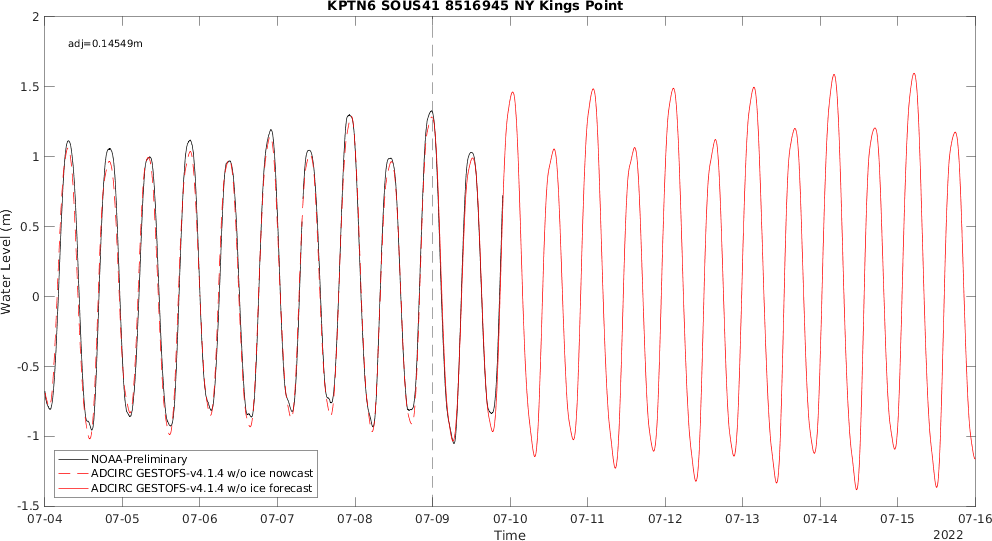 KPTN6 SOUS41 8516945 NY Kings Point
2
adj=0.14549m
1.5
1
0.5
0
-0.5
-1
-1.5
Water Level (m)
NOAA-Preliminary
ADCIRC GESTOFS-v4.1.4 w/o ice nowcast
ADCIRC GESTOFS-v4.1.4 w/o ice forecast
07-04 07-05 07-06 07-07 07-08 07-09 07-10 07-11 07-12 07-13 07-14 07-15 07-16
Time
2022